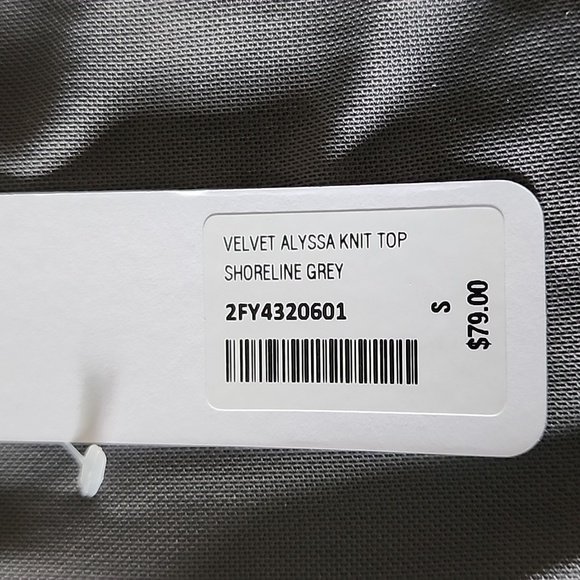 VELVET ALYSSA KNIT TOP
SHORELINE GREY
2FY4320601
S
$79.00